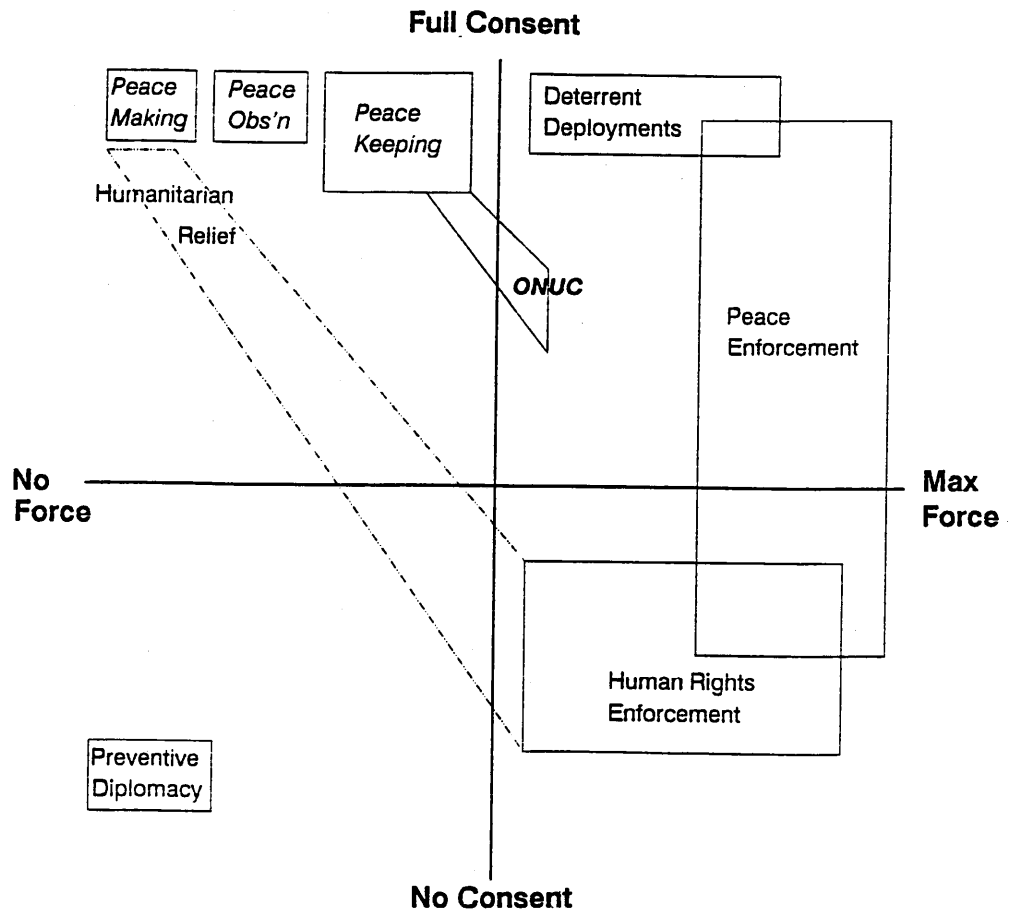 Full Consent
Peace
Making
Peace
Obs'n
Peace
Keeping
Deterrent
Deployments
Humanitarian
Relief
ONUC
Peace
Enforcement
No
Force
Max
Force
Human Rights
Enforcement
Preventive
Diplomacy
No Consent